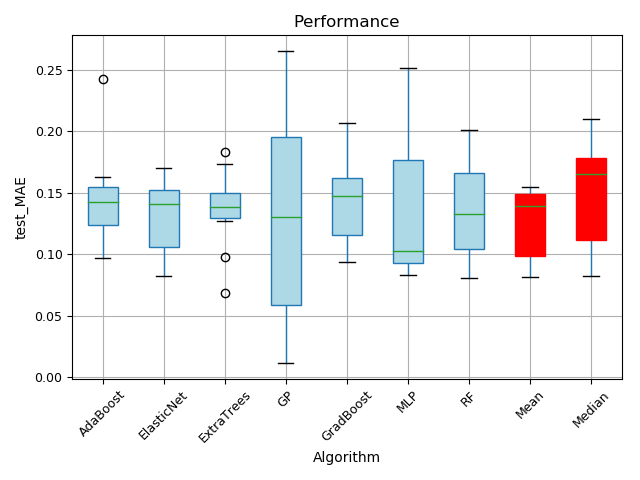 Performance
test_MAE
0.25
0.20
0.15
0.10
0.05
0.00
AdaBoost
ElasticNet
ExtraTrees
GP
GradBoost
MLP
RF
Mean
Median
Algorithm